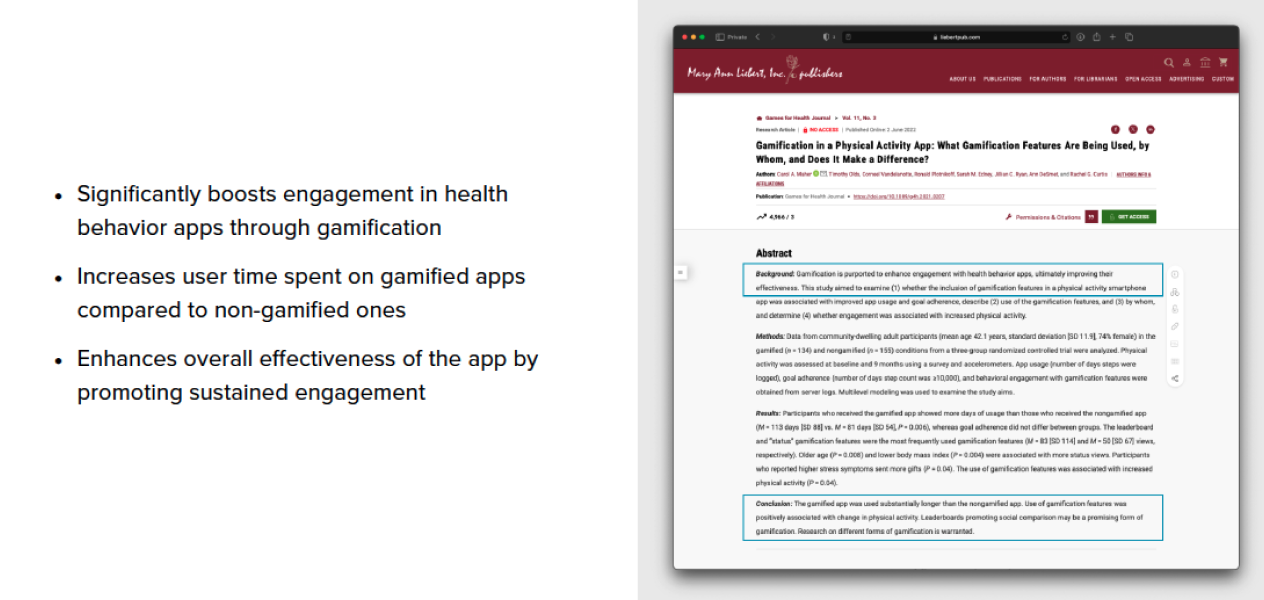 Significantly boosts engagement in health
behavior apps through gamification
Increases user time spent on gamified apps
compared to non-gamified ones
Enhances overall effectiveness of the app by
promoting sustained engagement
Private
liebertpub.com
Mary Ann Liebert, Inc. publishers
ABOUT US PUBLICATIONS FOR AUTHORS FOR LIBRARIANS OPEN ACCESS ADVERTISING CUSTOM
Games for Health Journal Vol. 11, No. 3
Research Article | NO ACCESS | Published Online: 2 June 2022
Gamification in a Physical Activity App: What Gamification Features Are Being Used, by
Whom, and Does It Make a Difference?
Authors: Carol A. Maher, Timothy Olds, Corneel Vandelanotte, Ronald Plotnikoff, Sarah M. Edney, Jillian C. Ryan, Ann DeSmet, and Rachel G. Curtis | AUTHORS INFO &
AFFILIATIONS
Publication: Games for Health Journal • https://doi.org/10.1089/g4h.2021.0207
4,966 / 3
Permissions & Citations GET ACCESS
Abstract
Background: Gamification is purported to enhance engagement with health behavior apps, ultimately improving their
effectiveness. This study aimed to examine (1) whether the inclusion of gamification features in a physical activity smartphone
app was associated with improved app usage and goal adherence, describe (2) use of the gamification features, and (3) by whom,
and determine (4) whether engagement was associated with increased physical activity.
Methods: Data from community-dwelling adult participants (mean age 42.1 years, standard deviation [SD 11.9], 74% female) in the
gamified (n = 134) and nongamified (n = 155) conditions from a three-group randomized controlled trial were analyzed. Physical
activity was assessed at baseline and 9 months using a survey and accelerometers. App usage (number of days steps were
logged), goal adherence (number of days step count was ≥10,000), and behavioral engagement with gamification features were
obtained from server logs. Multilevel modeling was used to examine the study aims.
Results: Participants who received the gamified app showed more days of usage than those who received the nongamified app
(M = 113 days [SD 88] vs. M = 81 days [SD 54], P = 0.006), whereas goal adherence did not differ between groups. The leaderboard
and "status" gamification features were the most frequently used gamification features (M = 83 [SD 114] and M = 50 [SD 67] views,
respectively). Older age (P = 0.008) and lower body mass index (P = 0.004) were associated with more status views. Participants
who reported higher stress symptoms sent more gifts (P = 0.04). The use of gamification features was associated with increased
physical activity (P = 0.04).
Conclusion: The gamified app was used substantially longer than the nongamified app. Use of gamification features was
positively associated with change in physical activity. Leaderboards promoting social comparison may be a promising form of
gamification. Research on different forms of gamification is warranted.